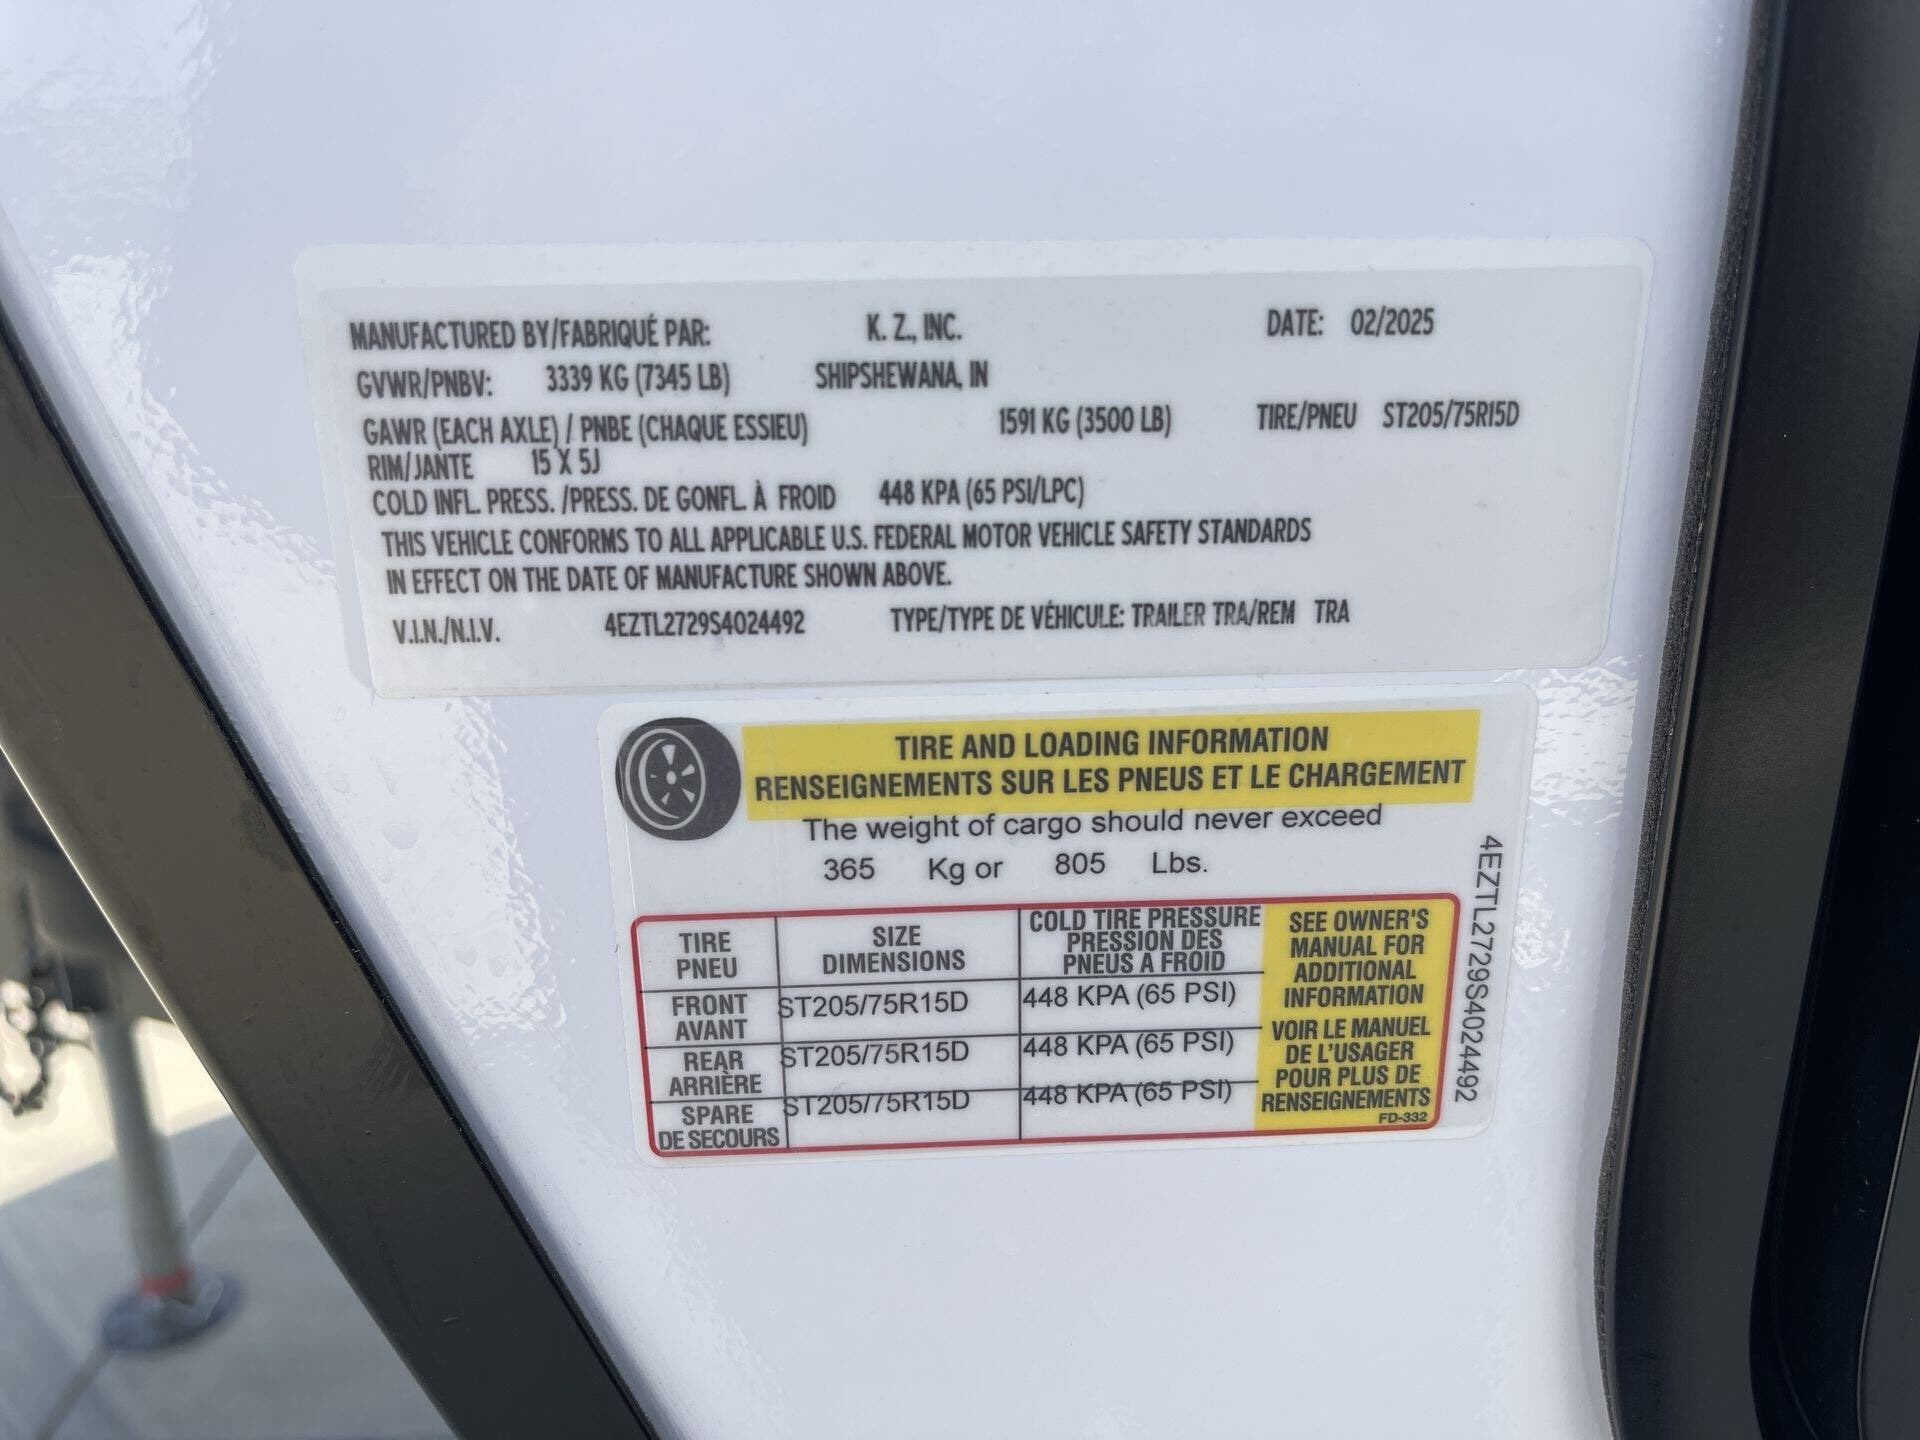 MANUFACTURED BY/FABRIQUÉ PAR: K. Z., INC. DATE: 02/2025
GVWR/PNBV: 3339 KG (7345 LB) SHIPSHEWANA, IN
GAWR (EACH AXLE) / PNBE (CHAQUE ESSIEU) 1591 KG (3500 LB) TIRE/PNEU ST205/75R15D
RIM/JANTE 15 X 5J
COLD INFL. PRESS. /PRESS. DE GONFL. À FROID 448 KPA (65 PSI/LPC)
THIS VEHICLE CONFORMS TO ALL APPLICABLE U.S. FEDERAL MOTOR VEHICLE SAFETY STANDARDS
IN EFFECT ON THE DATE OF MANUFACTURE SHOWN ABOVE.
V.I.N./N.I.V. 4EZTL2729S4024492 TYPE/TYPE DE VÉHICULE: TRAILER TRA/REM TRA
TIRE AND LOADING INFORMATION
RENSEIGNEMENTS SUR LES PNEUS ET LE CHARGEMENT
The weight of cargo should never exceed
365 Kg or 805 Lbs.
TIRE
PNEU
SIZE
DIMENSIONS
COLD TIRE PRESSURE
PRESSION DES
PNEUS A FROID
FRONT
AVANT
ST205/75R15D
448 KPA (65 PSI)
REAR
ARRIÈRE
ST205/75R15D
448 KPA (65 PSI)
SPARE
DE SECOURS
ST205/75R15D
448 KPA (65 PSI)
SEE OWNER'S
MANUAL FOR
ADDITIONAL
INFORMATION
VOIR LE MANUEL
DE L'USAGER
POUR PLUS DE
RENSEIGNEMENTS
FD-332
4EZTL2729S4024492